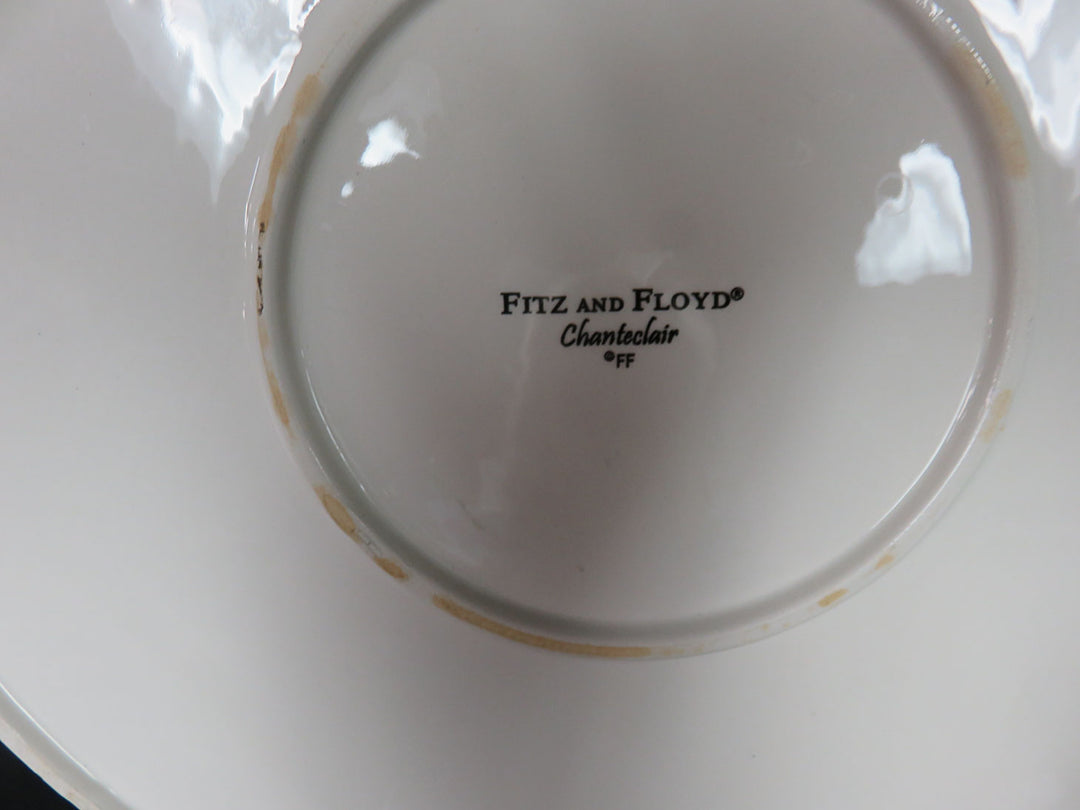 FITZ AND FLOYD®
Chanteclair
©FF